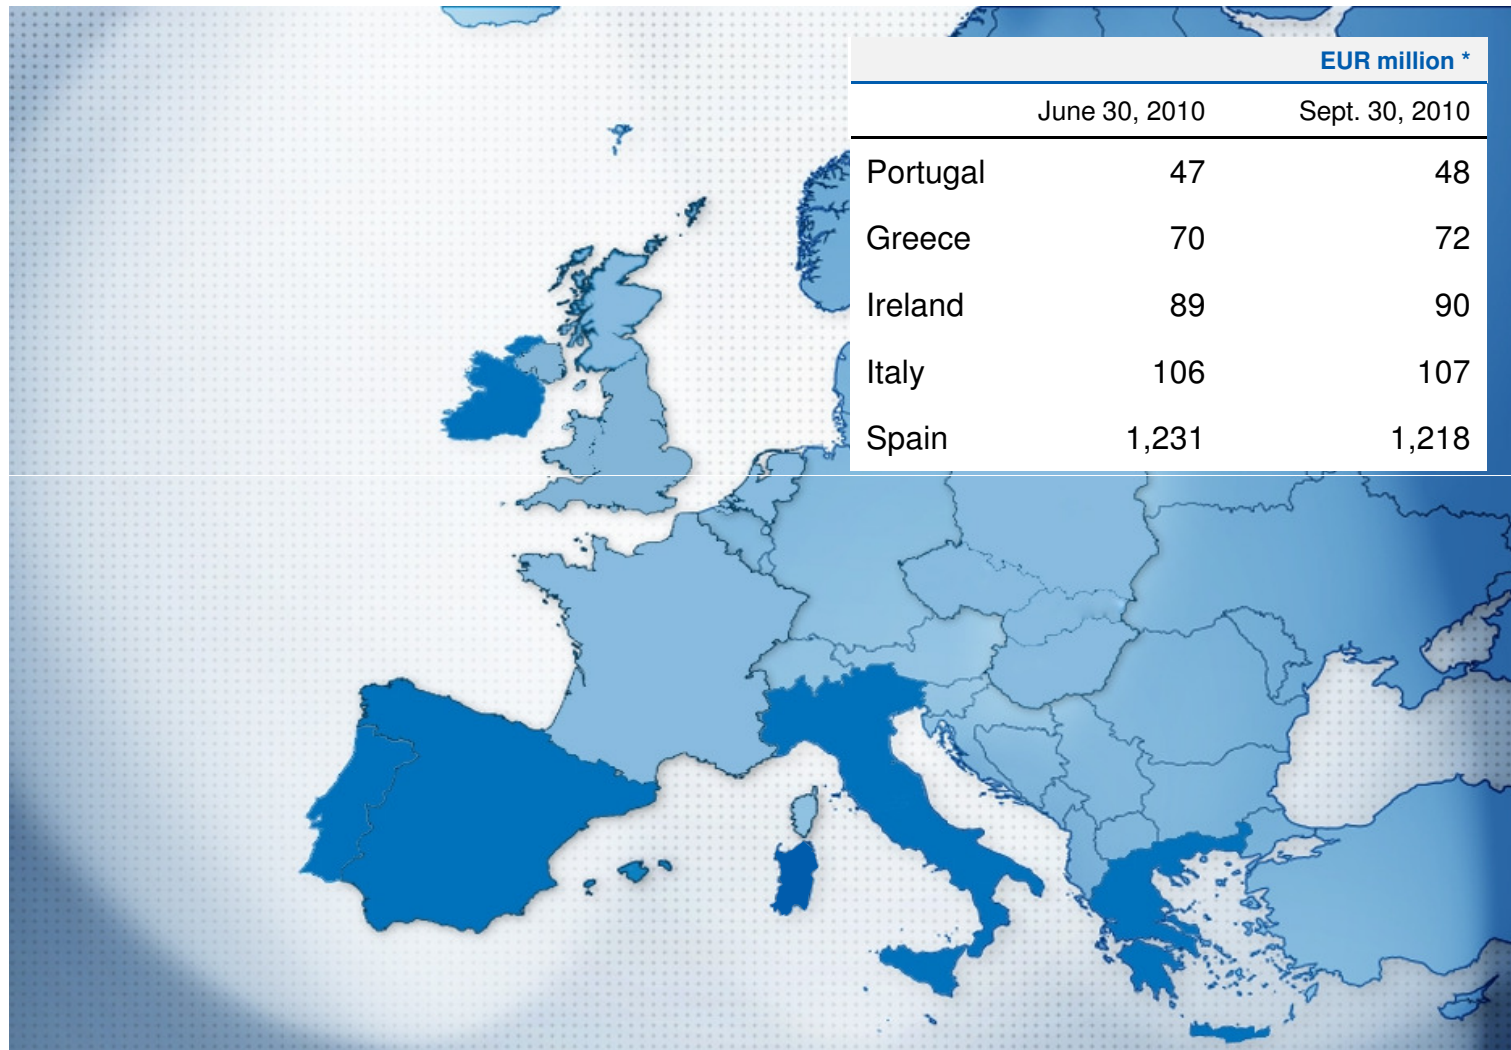 EUR million *
June 30, 2010 Sept. 30, 2010
Portugal 47 48
Greece 70 72
Ireland 89 90
Italy 106 107
Spain 1,231 1,218